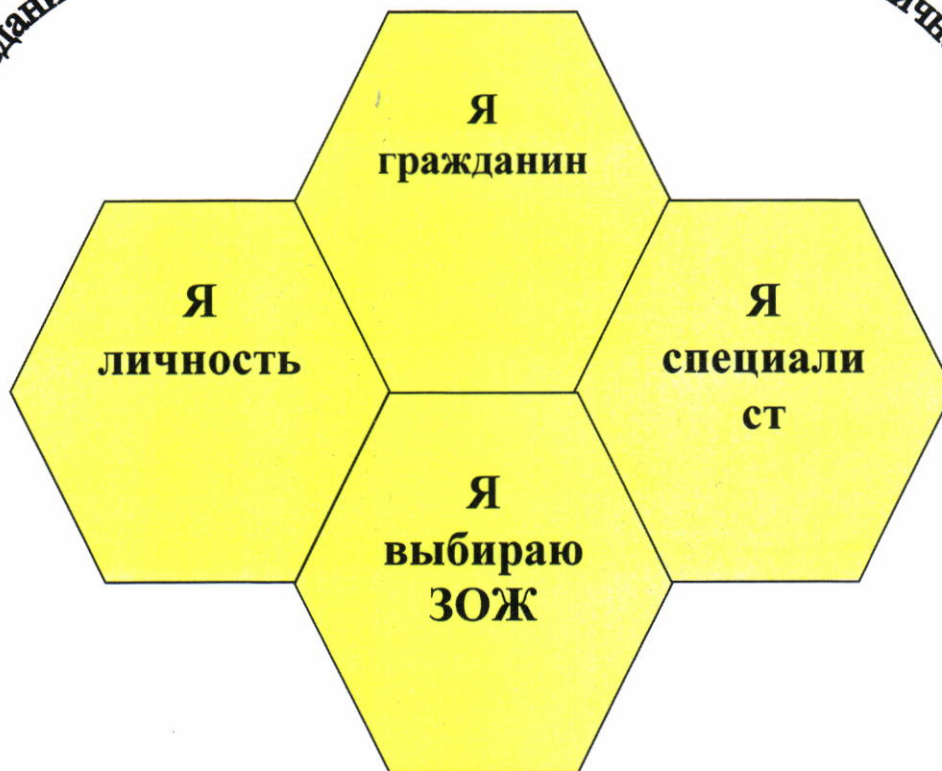 Я
гражданин
Я
личность
Я
специали
ст
Я
выбираю
ЗОЖ